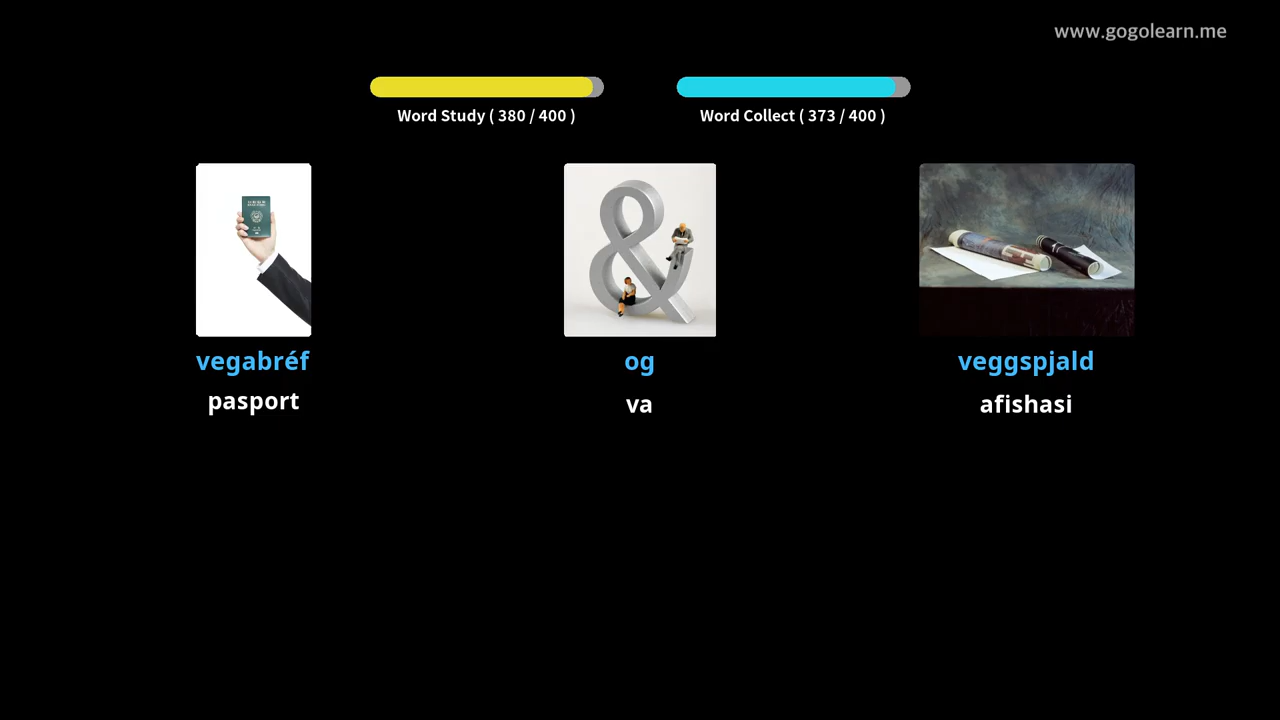 www.gogolearn.me
Word Study ( 380 / 400 )
Word Collect ( 373 / 400 )
vegabréf
og
veggspjald
pasport
va
afishasi